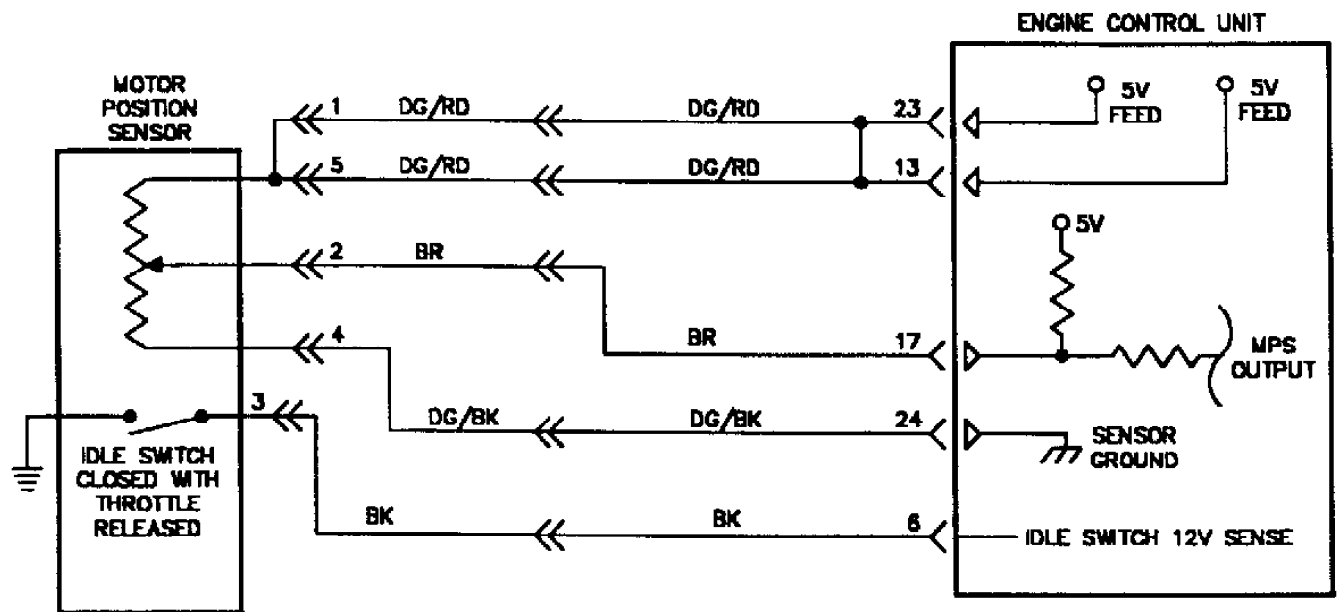 ENGINE CONTROL UNIT
MOTOR
POSITION
SENSOR
1 DG/RD DG/RD 23
5V
FEED
5V
FEED
5 DG/RD DG/RD 13
5V
2 BR
4 BR 17
MPS
OUTPUT
3 DG/BK DG/BK 24
SENSOR
GROUND
IDLE SWITCH
CLOSED WITH
THROTTLE
RELEASED
BK BK 6
IDLE SWITCH 12V SENSE